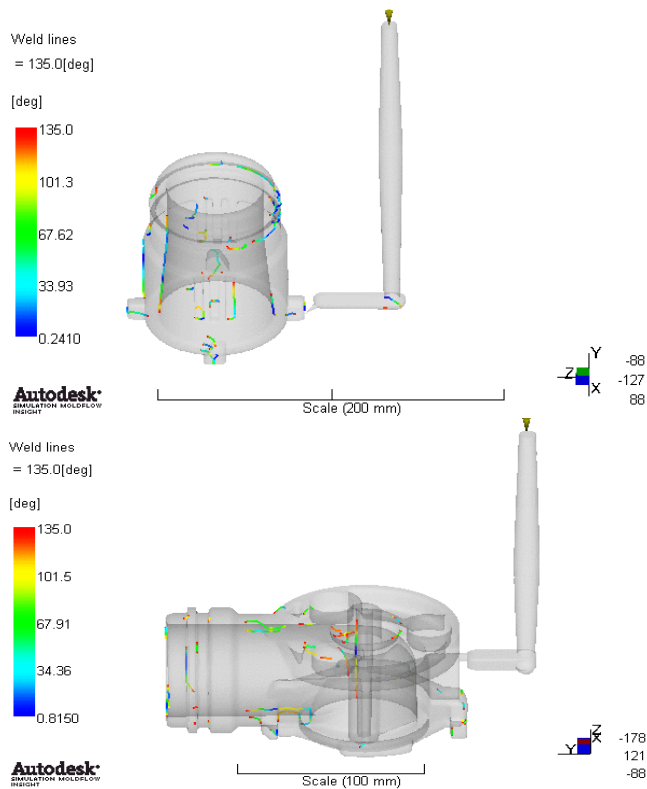 Weld lines
= 135.0[deg]
[deg]
135.0
101.3
67.62
33.93
0.2410
Autodesk
SIMULATION MOLDFLOW
INSIGHT
Scale (200 mm)
Y
Z
X
-88
-127
88
Weld lines
= 135.0[deg]
[deg]
135.0
101.5
67.91
34.36
0.8150
Autodesk
SIMULATION MOLDFLOW
INSIGHT
Scale (100 mm)
Z
X
Y
-178
121
-88